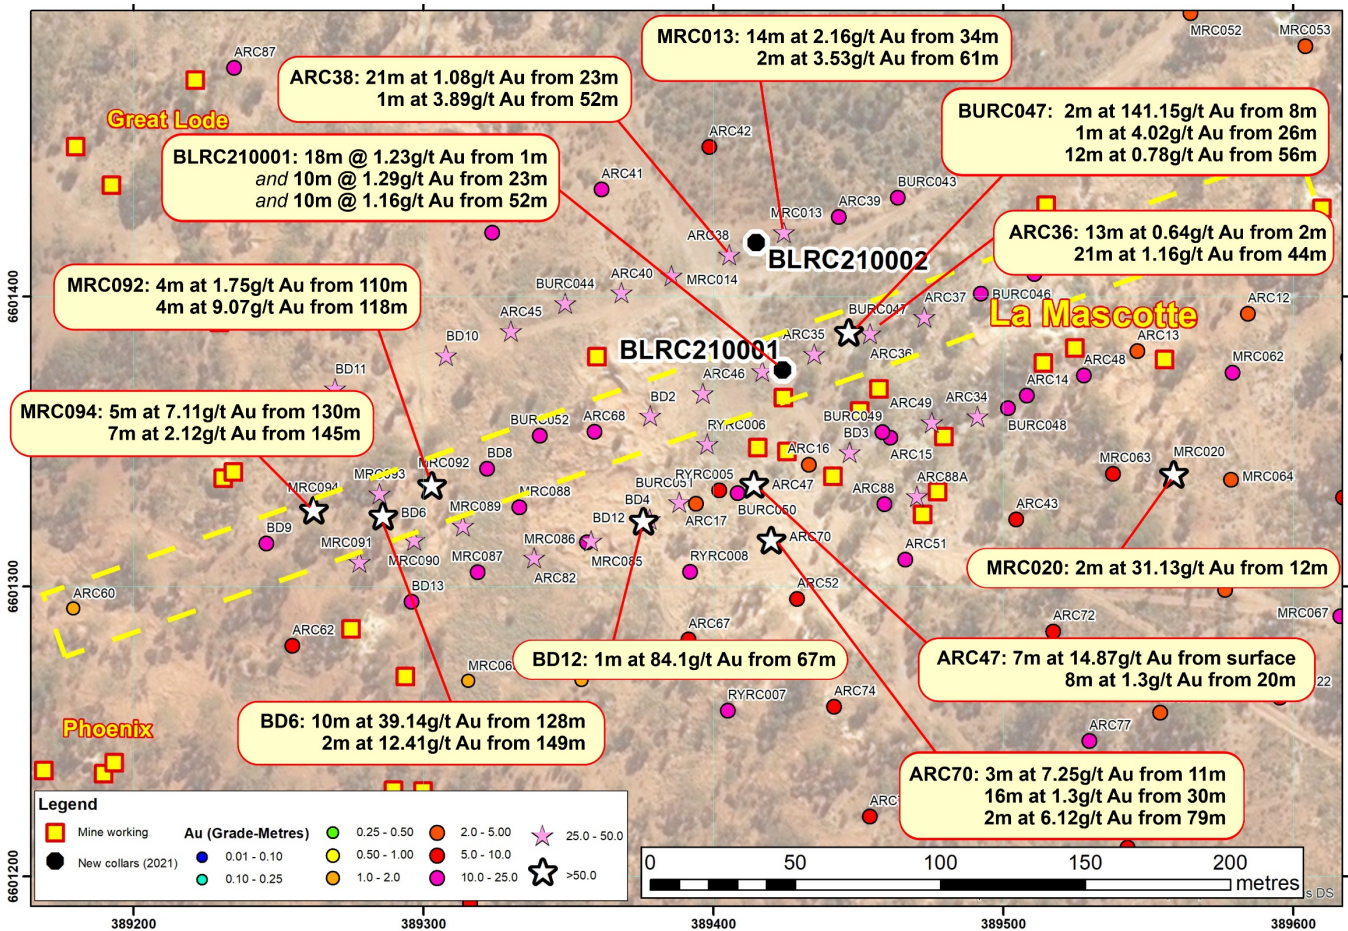 MRC052
MRC053
ARC87
MRC013: 14m at 2.16g/t Au from 34m
2m at 3.53g/t Au from 61m
ARC38: 21m at 1.08g/t Au from 23m
1m at 3.89g/t Au from 52m
BURC047: 2m at 141.15g/t Au from 8m
1m at 4.02g/t Au from 26m
12m at 0.78g/t Au from 56m
Great Lode
ARC42
BLRC210001: 18m @ 1.23g/t Au from 1m
and 10m @ 1.29g/t Au from 23m
and 10m @ 1.16g/t Au from 52m
ARC41
BURC043
ARC39
MRC013
ARC38
BLRC210002
ARC36: 13m at 0.64g/t Au from 2m
21m at 1.16g/t Au from 44m
MRC092: 4m at 1.75g/t Au from 110m
4m at 9.07g/t Au from 118m
ARC40
MRC014
BURC044
ARC37
BURC046
BURC047
La Mascotte
ARC12
ARC45
ARC35
ARC36
ARC13
BD10
BLRC210001
ARC48
MRC062
BD11
ARC46
ARC14
BD2
ARC49
ARC34
MRC094: 5m at 7.11g/t Au from 130m
7m at 2.12g/t Au from 145m
BURC052
ARC68
RYRC006
BURC049
BD3
BURC048
ARC15
ARC16
BD8
MRC092
MRC093
MRC094
RYRC005
BURC051
ARC47
ARC88A
MRC063
MRC020
MRC064
MRC088
BD4
ARC88
ARC43
MRC089
BD6
BD12
ARC17
BURC050
BD9
MRC091
MRC090
MRC086
MRC085
ARC70
RYRC008
ARC51
MRC087
ARC82
MRC020: 2m at 31.13g/t Au from 12m
BD13
ARC60
ARC52
ARC62
ARC67
ARC72
MRC067
BD12: 1m at 84.1g/t Au from 67m
ARC47: 7m at 14.87g/t Au from surface
8m at 1.3g/t Au from 20m
RYRC007
ARC74
BD6: 10m at 39.14g/t Au from 128m
2m at 12.41g/t Au from 149m
Phoenix
ARC77
ARC70: 3m at 7.25g/t Au from 11m
16m at 1.3g/t Au from 30m
2m at 6.12g/t Au from 79m
Legend
Mine working
New collars (2021)
Au (Grade-Metres)
0.01 - 0.10
0.10 - 0.25
0.25 - 0.50
0.50 - 1.00
1.0 - 2.0
2.0 - 5.00
5.0 - 10.0
10.0 - 25.0
25.0 - 50.0
>50.0
0 50 100 150 200
metres
6601400
6601300
6601200
389200 389300 389400 389500 389600